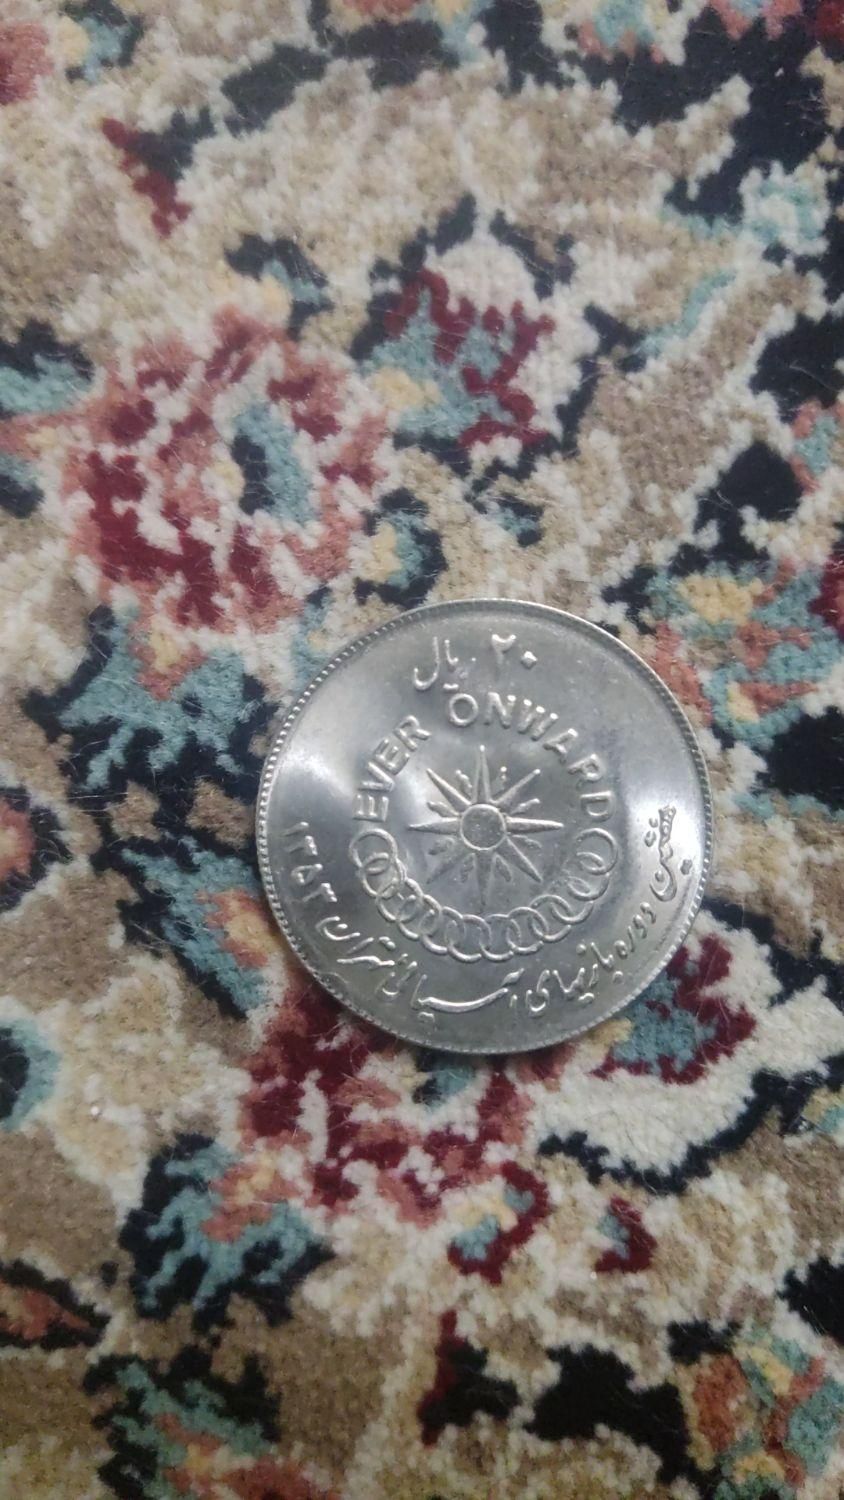 ۲۰ ریال
EVER ONWARD
هفتمین دوره بازیهای آسیائی تهران ۱۳۵۳